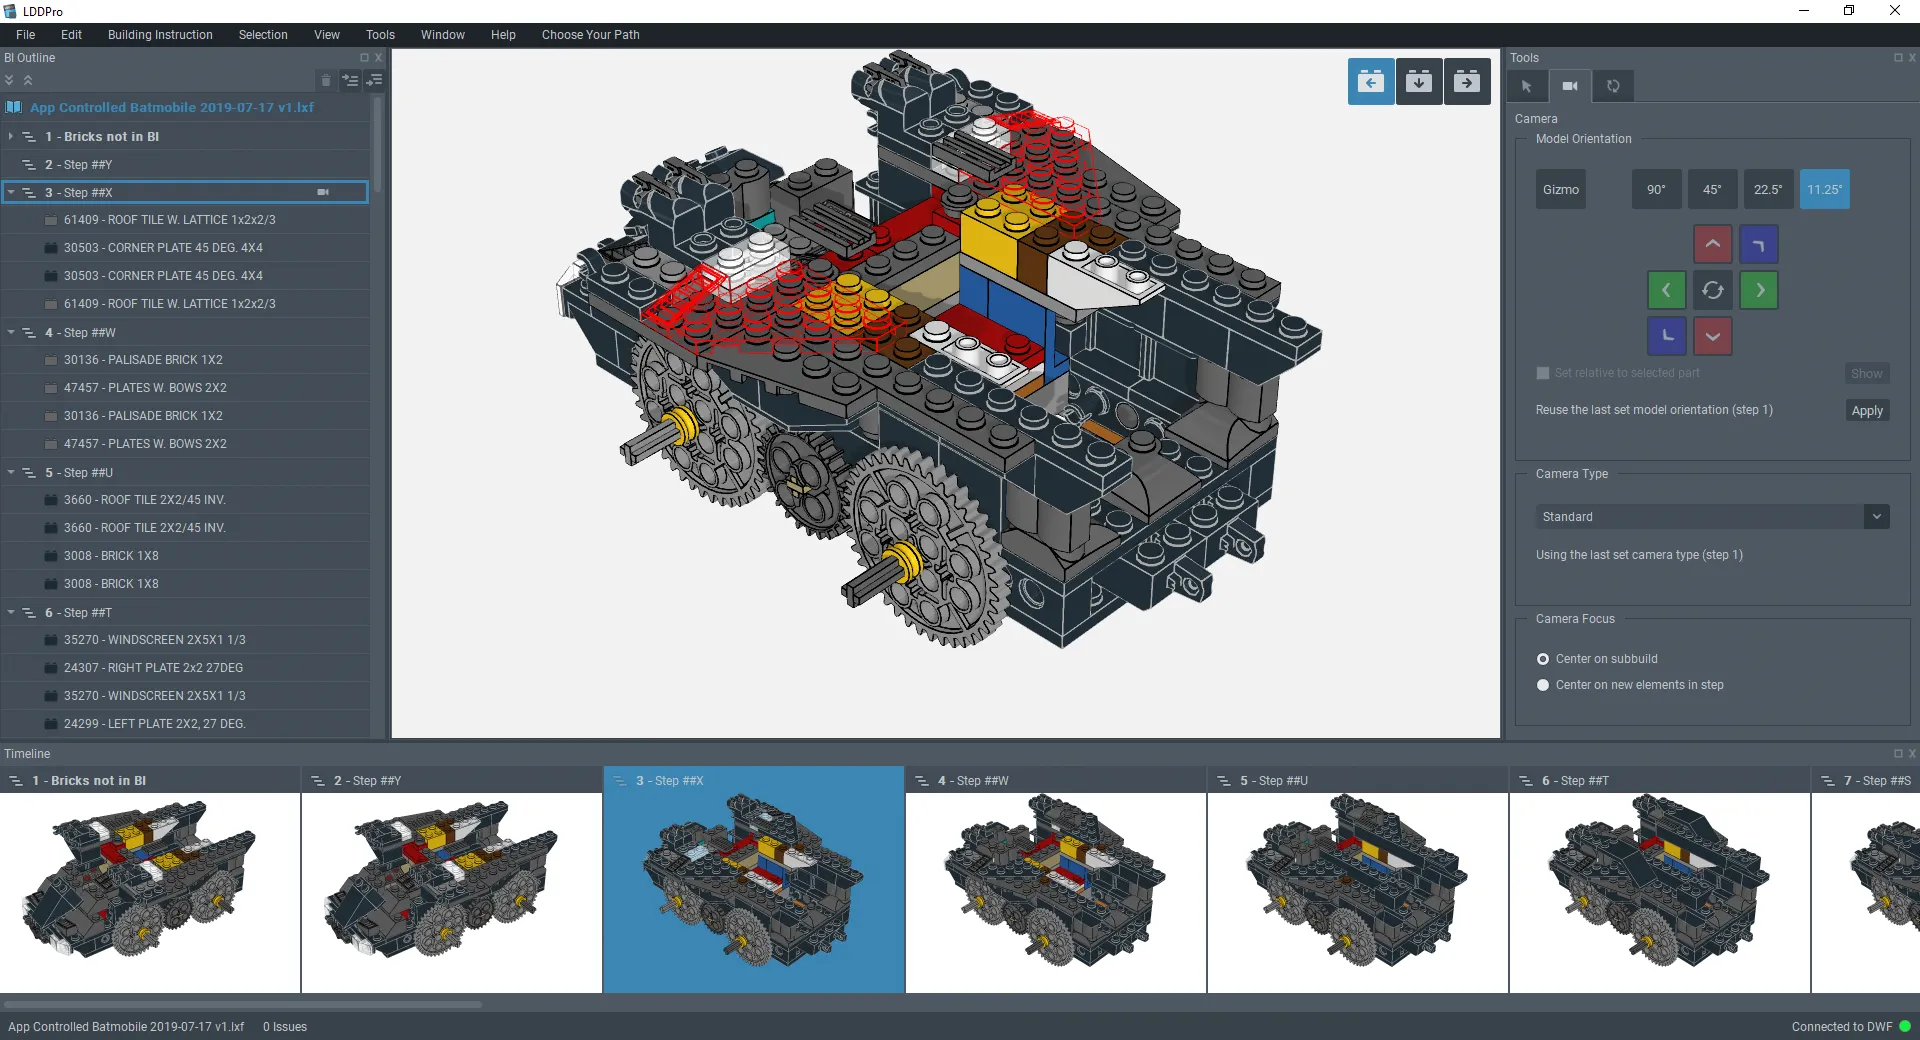 LDDPro
File Edit Building Instruction Selection View Tools Window Help Choose Your Path
BI Outline
App Controlled Batmobile 2019-07-17 v1.lxf
1 - Bricks not in BI
2 - Step ##Y
3 - Step ##X
61409 - ROOF TILE W. LATTICE 1x2x2/3
30503 - CORNER PLATE 45 DEG. 4X4
30503 - CORNER PLATE 45 DEG. 4X4
61409 - ROOF TILE W. LATTICE 1x2x2/3
4 - Step ##W
30136 - PALISADE BRICK 1X2
47457 - PLATES W. BOWS 2X2
30136 - PALISADE BRICK 1X2
47457 - PLATES W. BOWS 2X2
5 - Step ##U
3660 - ROOF TILE 2X2/45 INV.
3660 - ROOF TILE 2X2/45 INV.
3008 - BRICK 1X8
3008 - BRICK 1X8
6 - Step ##T
35270 - WINDSCREEN 2X5X1 1/3
24307 - RIGHT PLATE 2x2 27DEG
35270 - WINDSCREEN 2X5X1 1/3
24299 - LEFT PLATE 2X2, 27 DEG.
Tools
Camera
Model Orientation
Gizmo 90° 45° 22.5° 11.25°
Set relative to selected part Show
Reuse the last set model orientation (step 1) Apply
Camera Type
Standard
Using the last set camera type (step 1)
Camera Focus
Center on subbuild
Center on new elements in step
Timeline
1 - Bricks not in BI
2 - Step ##Y
3 - Step ##X
4 - Step ##W
5 - Step ##U
6 - Step ##T
7 - Step ##S
App Controlled Batmobile 2019-07-17 v1.lxf 0 Issues
Connected to DWF